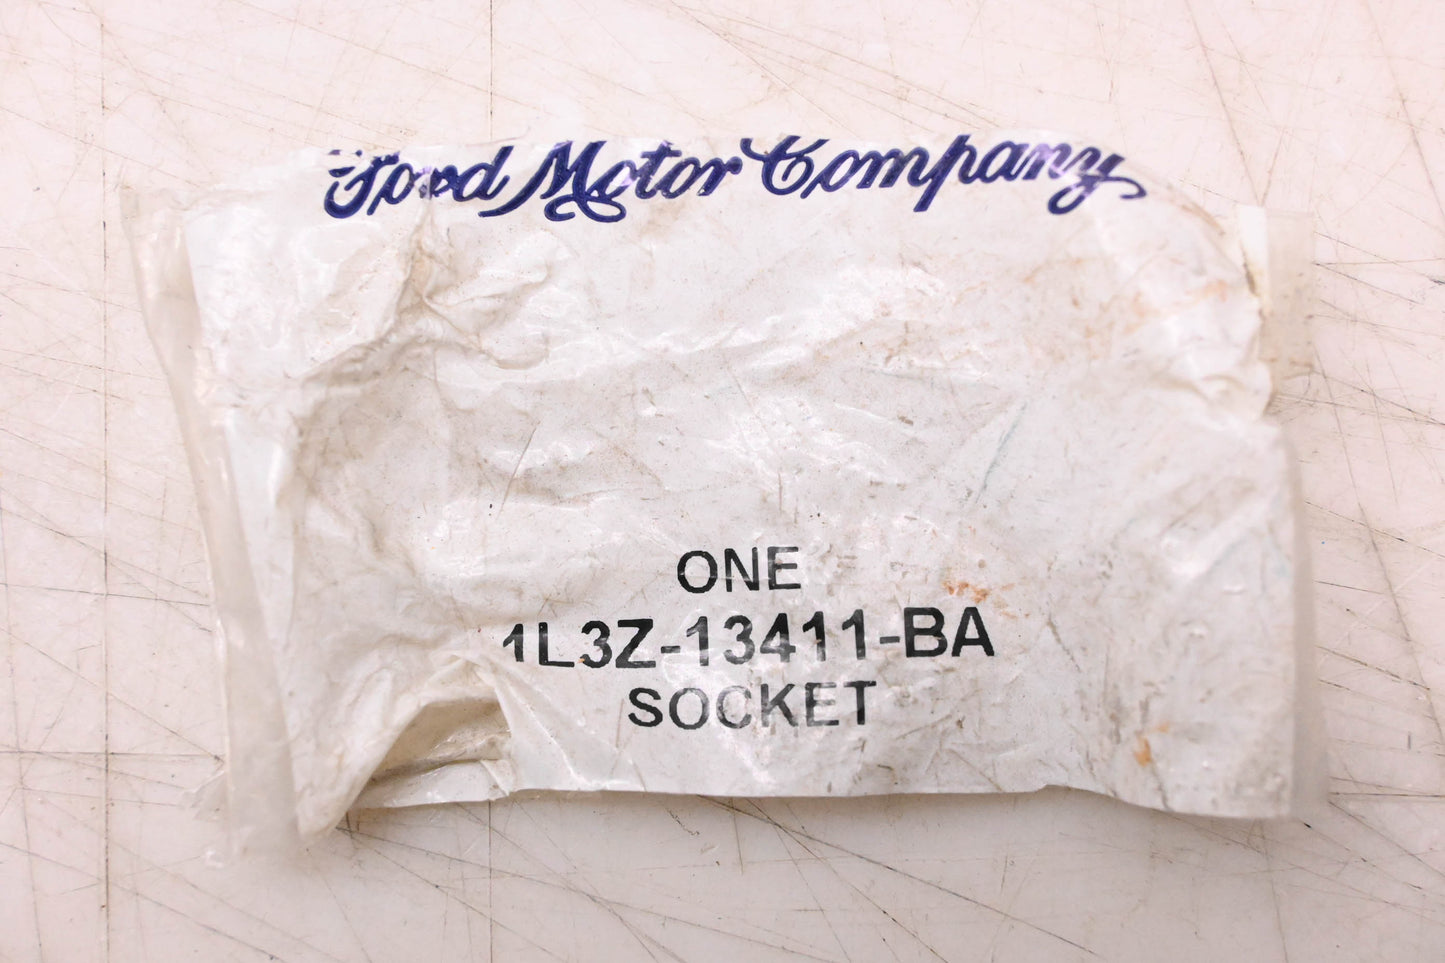 Ford Motor Company
ONE
1L3Z-13411-BA
SOCKET